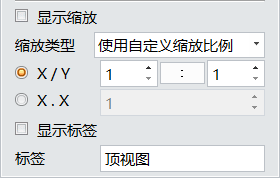 显示缩放
缩放类型 使用自定义缩放比例
X / Y 1 : 1
X . X 1
显示标签
标签 顶视图